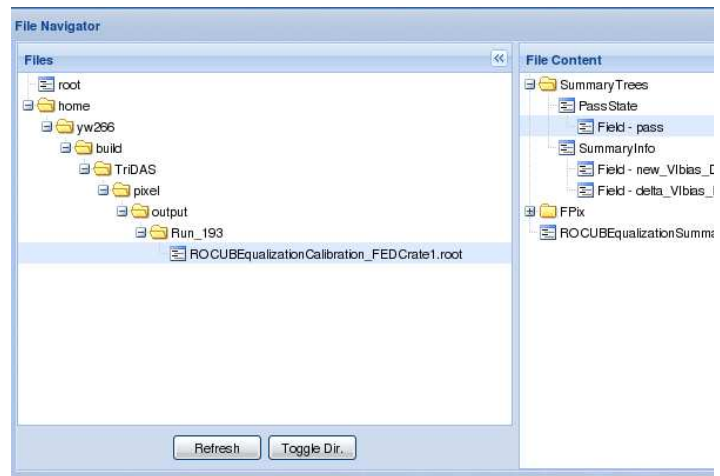 File Navigator
Files
root
home
yw266
build
TriDAS
pixel
output
Run_193
ROCUBEqualizationCalibration_FEDCrate1.root
Refresh
Toggle Dir.
File Content
SummaryTrees
PassState
Field - pass
SummaryInfo
Field - new_VIbias_D
Field - delta_VIbias_
FPix
ROCUBEqualizationSumma